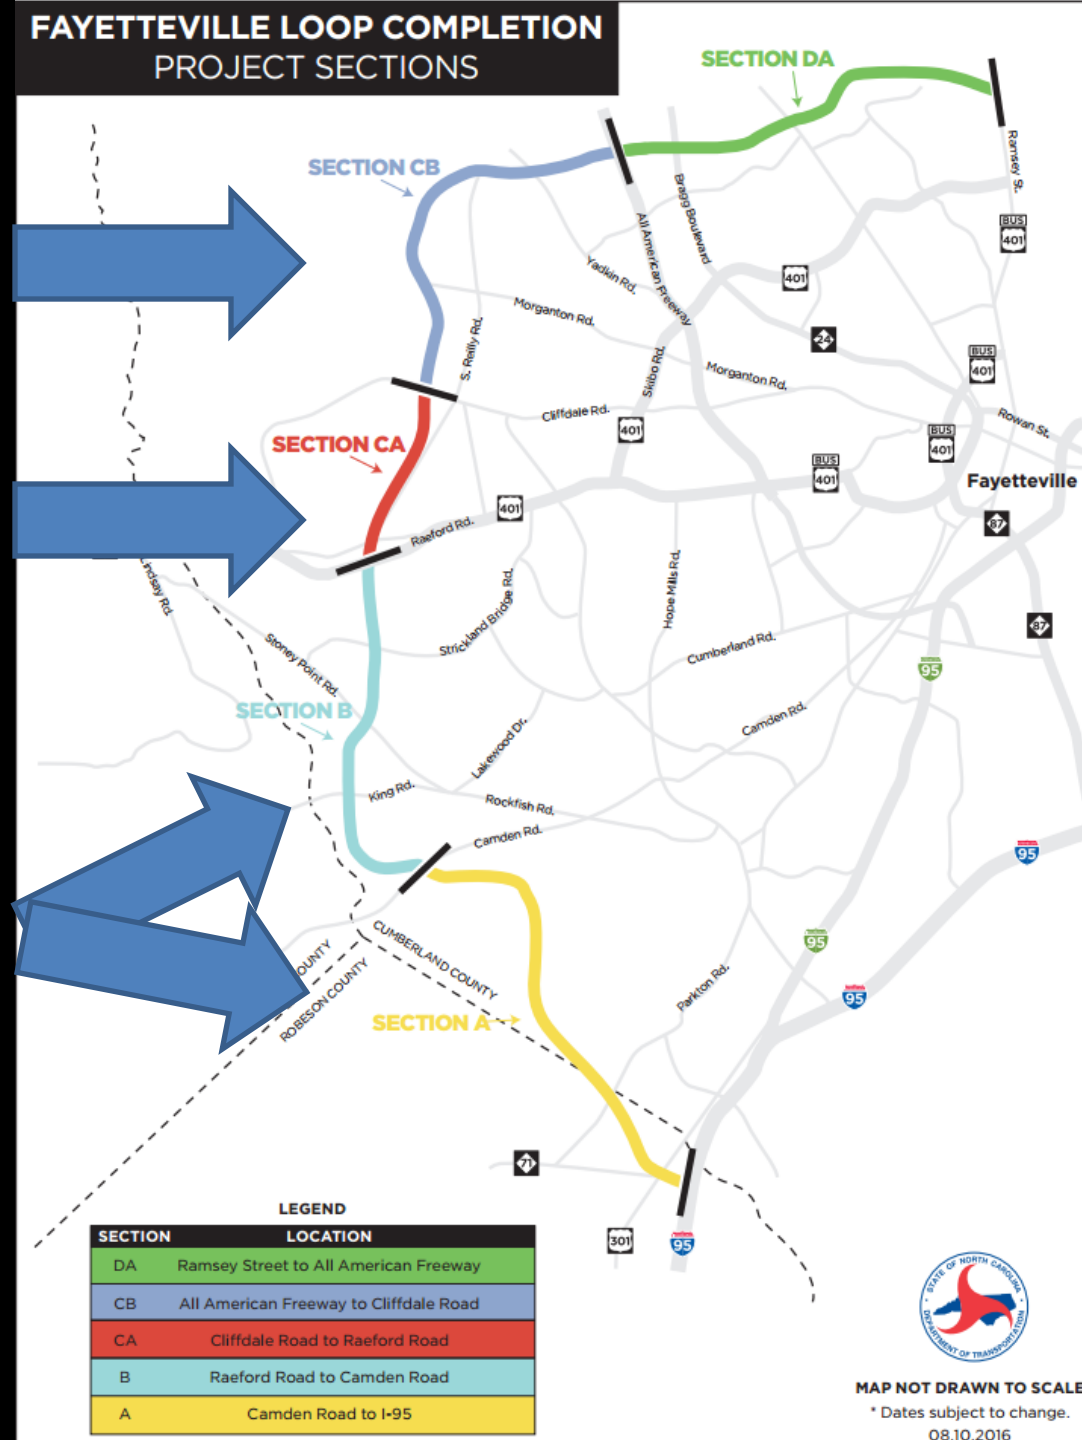 FAYETTEVILLE LOOP COMPLETION
PROJECT SECTIONS
SECTION DA
SECTION CB
Ramsey St.
BUS
401
Bragg Boulevard
All American Freeway
Yadkin Rd.
401
Morganton Rd.
S. Reilly Rd.
24
Skibo Rd.
BUS
401
Morganton Rd.
Cliffdale Rd.
401
Rowan St.
BUS
401
SECTION CA
BUS
401
Fayetteville
401
87
Raeford Rd.
Lindsay Rd.
Strickland Bridge Rd.
Hope Mills Rd.
87
Stoney Point Rd.
Cumberland Rd.
95
SECTION B
Camden Rd.
Lakewood Dr.
King Rd.
Rockfish Rd.
Camden Rd.
95
CUMBERLAND COUNTY
OUNTY
ROBESON COUNTY
95
95
Parkton Rd.
SECTION A
71
301
95
LEGEND
SECTION LOCATION
DA Ramsey Street to All American Freeway
CB All American Freeway to Cliffdale Road
CA Cliffdale Road to Raeford Road
B Raeford Road to Camden Road
A Camden Road to I-95
STATE OF NORTH CAROLINA
DEPARTMENT OF TRANSPORTATION
MAP NOT DRAWN TO SCALE
* Dates subject to change.
08.10.2016